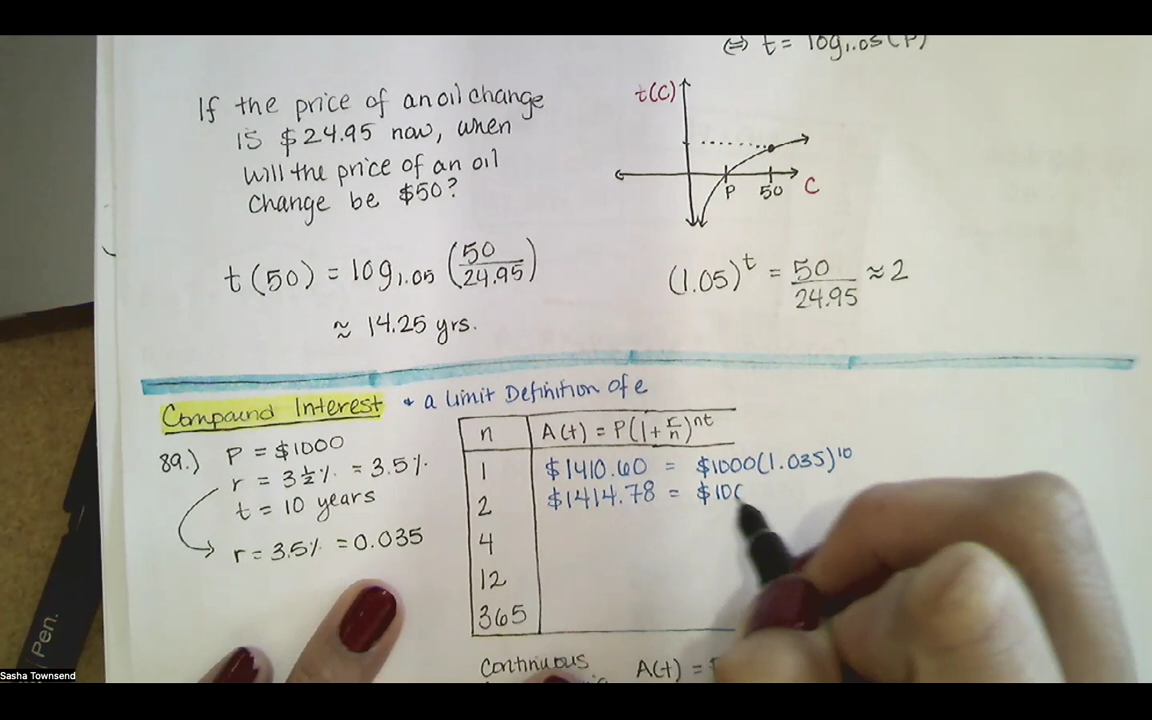 ⇔ t = log1.05(P)
If the price of an oil change
is $24.95 now, when
will the price of an oil
change be $50?
t(C)
P 50 C
t(50) = log1.05 (50/24.95)
≈ 14.25 yrs.
(1.05)^t = 50/24.95 ≈ 2
Compound Interest & a Limit Definition of e
89.) P = $1000
r = 3 1/2 % = 3.5%
t = 10 years
r = 3.5% = 0.035
n A(t) = P(1 + r/n)^nt
1 $1410.60 = $1000(1.035)^10
2 $1414.78 = $100
4
12
365
Continuous A(t) =
Pen.
Sasha Townsend